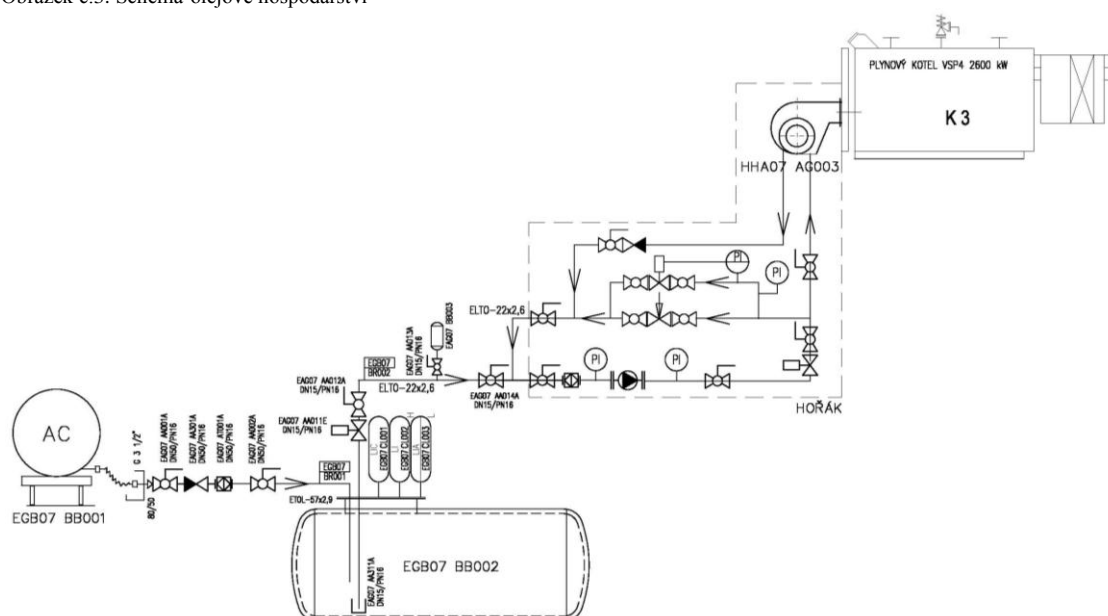 Obrázek č.3: Schéma olejové hospodářství
PLYNOVÝ KOTEL VSP4 2600 kW
K 3
HHA07 AG003
PI
PI
ELTO-22x2,6
EAG07 BB003
EAG07 AA013A
DN15/PN16
EGB07
BR002
ELTO-22x2,6
PI
PI
EAG07 AA014A
DN15/PN16
HOŘÁK
EAG07 AA012A
DN15/PN16
EAG07 AA011E
DN15/PN16
AC
EGB07 BB001
G 3 1/2"
80/50
EAG07 AA001A
DN50/PN16
EAG07 AA301A
DN50/PN16
EAG07 AT001A
DN50/PN16
EAG07 AA002A
DN50/PN16
EGB07
BR001
LIC
EGB07 CL001
LI
EGB07 CL002
LIA
EGB07 CL003
H
L
ETOL-57x2,9
EGB07 BB002
EAG07 AA311A
DN15/PN16